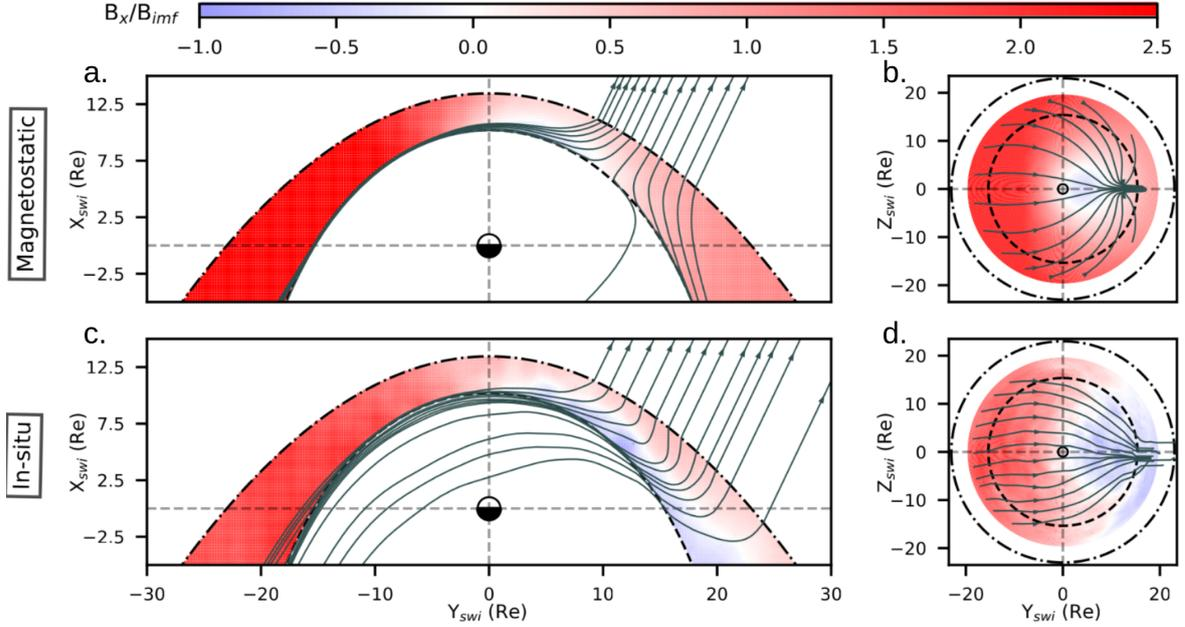 Bx/Bimf
−1.0 −0.5 0.0 0.5 1.0 1.5 2.0 2.5
Magnetostatic
a.
12.5
7.5
2.5
−2.5
Xswi (Re)
b.
20
10
0
−10
−20
Zswi (Re)
In-situ
c.
12.5
7.5
2.5
−2.5
Xswi (Re)
−30 −20 −10 0 10 20 30
Yswi (Re)
d.
20
10
0
−10
−20
Zswi (Re)
−20 0 20
Yswi (Re)